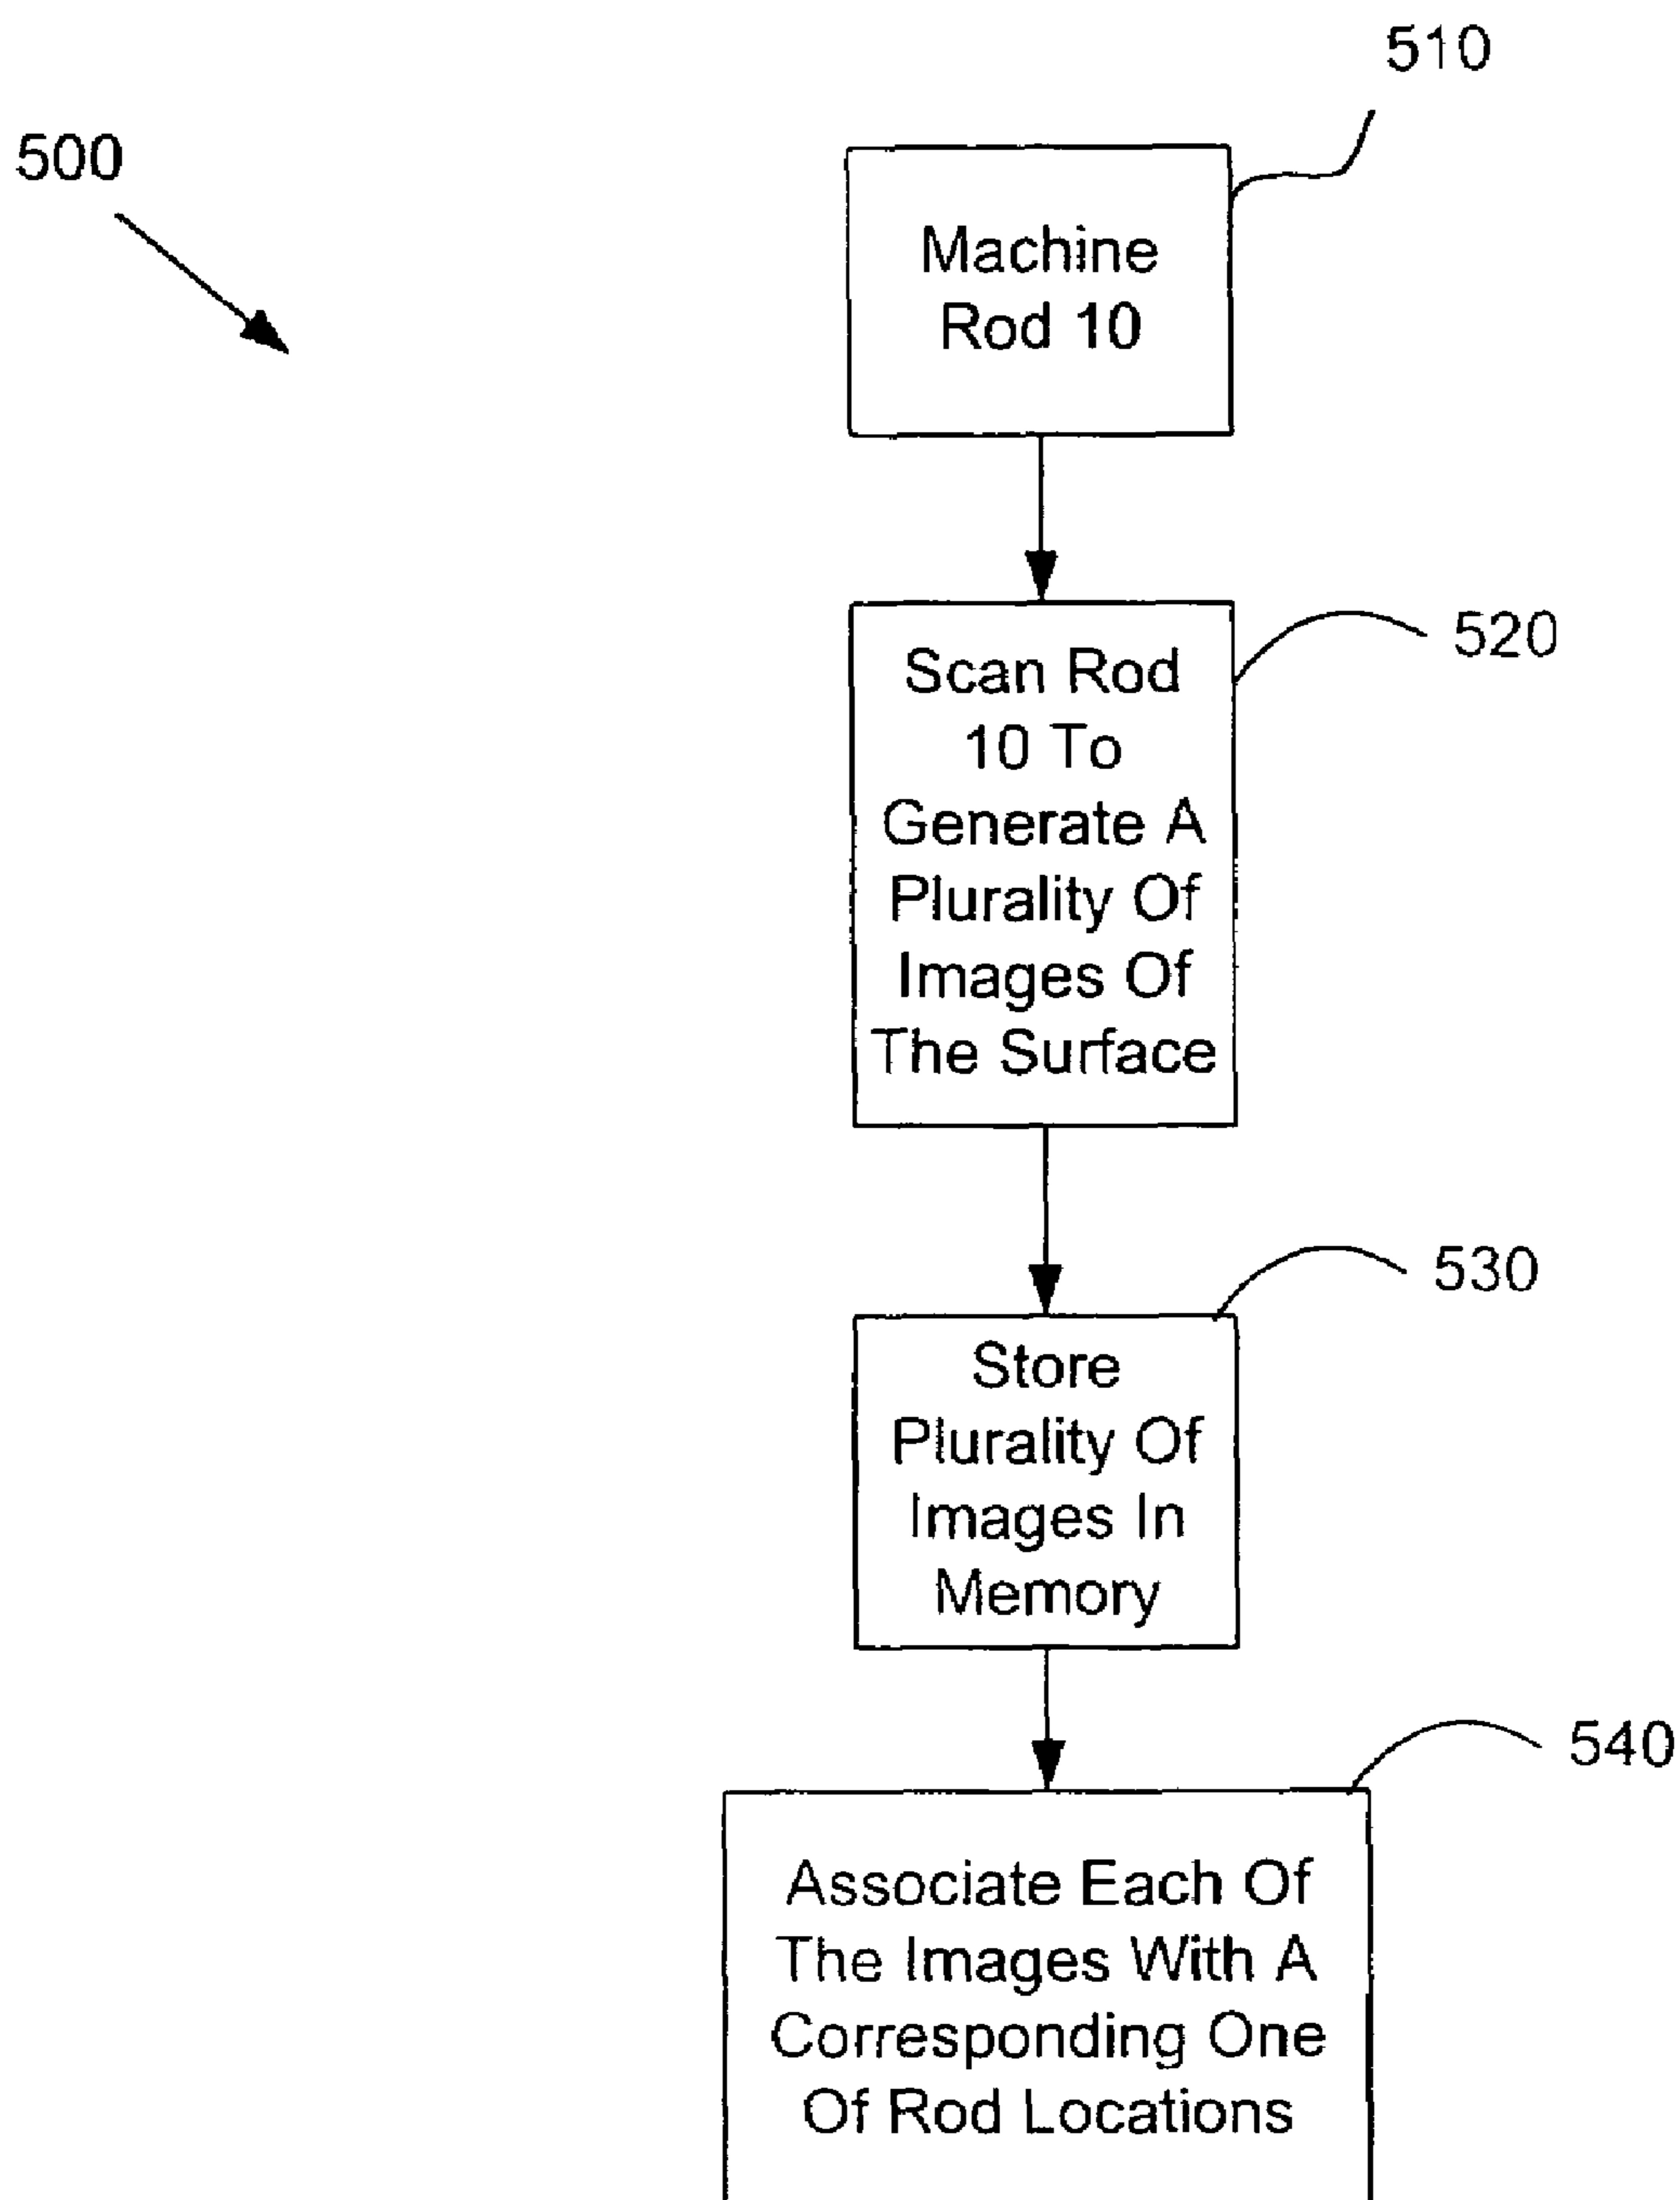 510
500
Machine
Rod 10
520
Scan Rod
10 To
Generate A
Plurality Of
Images Of
The Surface
530
Store
Plurality Of
Images In
Memory
540
Associate Each Of
The Images With A
Corresponding One
Of Rod Locations